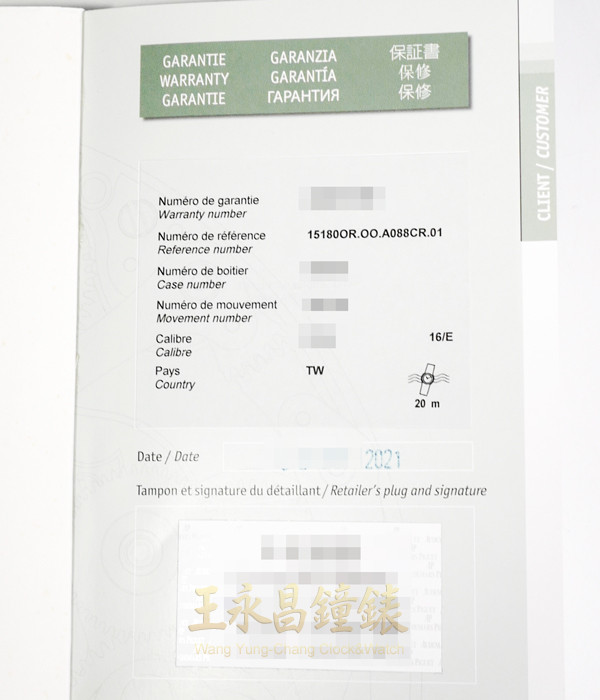 GARANTIE GARANZIA 保証書
WARRANTY GARANTÍA 保修
GARANTIE ГАРАНТИЯ 保修
CLIENT / CUSTOMER
Numéro de garantie
Warranty number
Numéro de référence 15180OR.OO.A088CR.01
Reference number
Numéro de boitier
Case number
Numéro de mouvement
Movement number
Calibre 16/E
Calibre
Pays TW
Country
20 m
Date / Date 2021
Tampon et signature du détaillant / Retailer's plug and signature
王永昌鐘錶
Wang Yung-Chang Clock&Watch